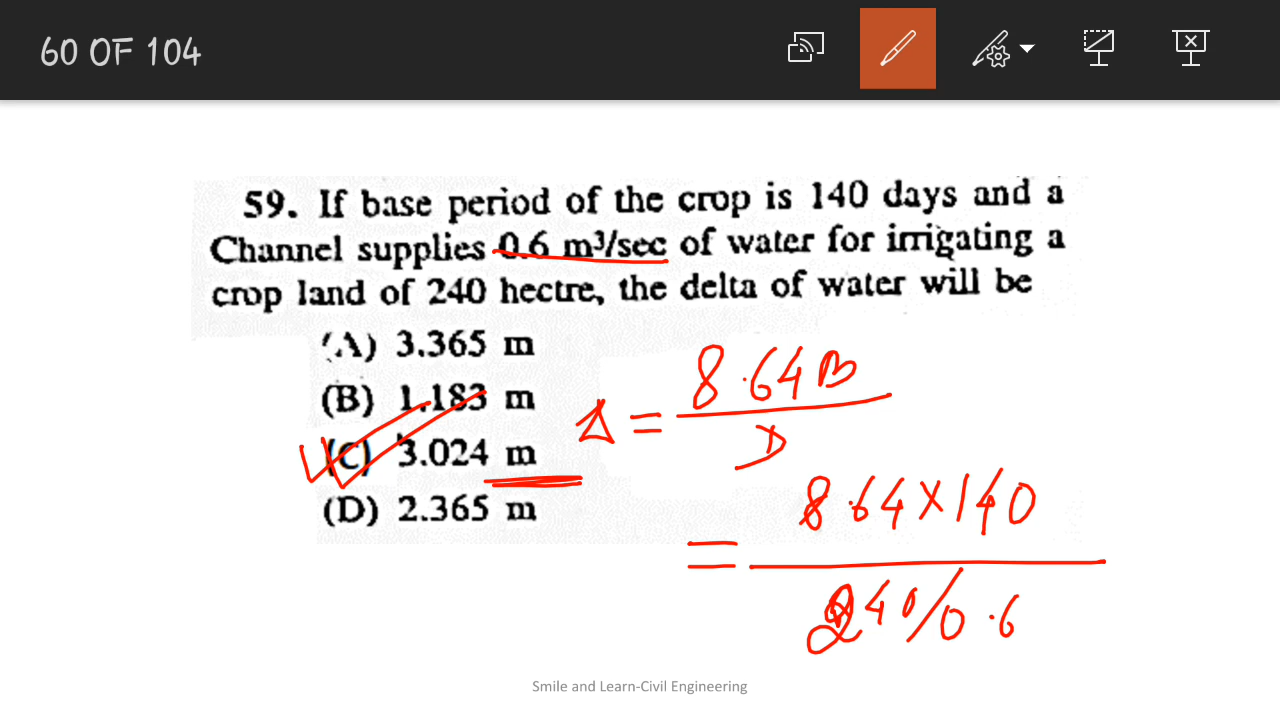 60 OF 104
59. If base period of the crop is 140 days and a
Channel supplies 0.6 m³/sec of water for irrigating a
crop land of 240 hectre, the delta of water will be
(A) 3.365 m
(B) 1.183 m
(C) 3.024 m
(D) 2.365 m
Δ = 8.64 B
D
= 8.64 × 140
240/0.6
Smile and Learn-Civil Engineering